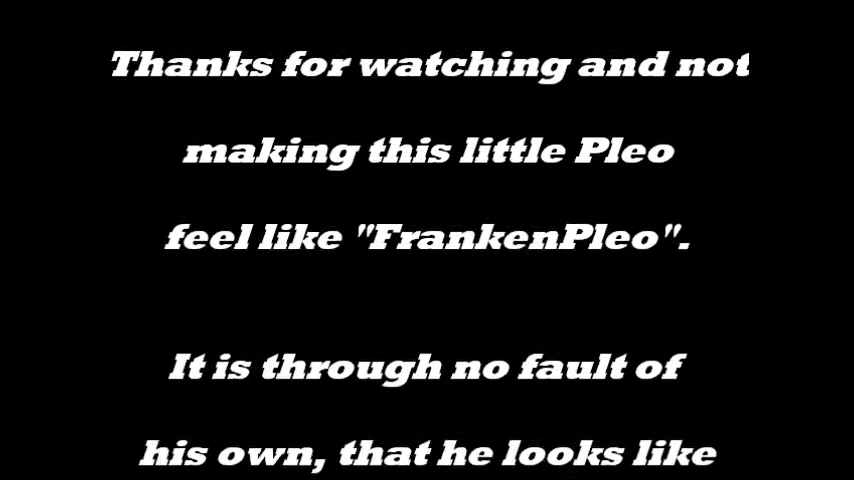 Thanks for watching and not
making this little Pleo
feel like "FrankenPleo".
It is through no fault of
his own, that he looks like